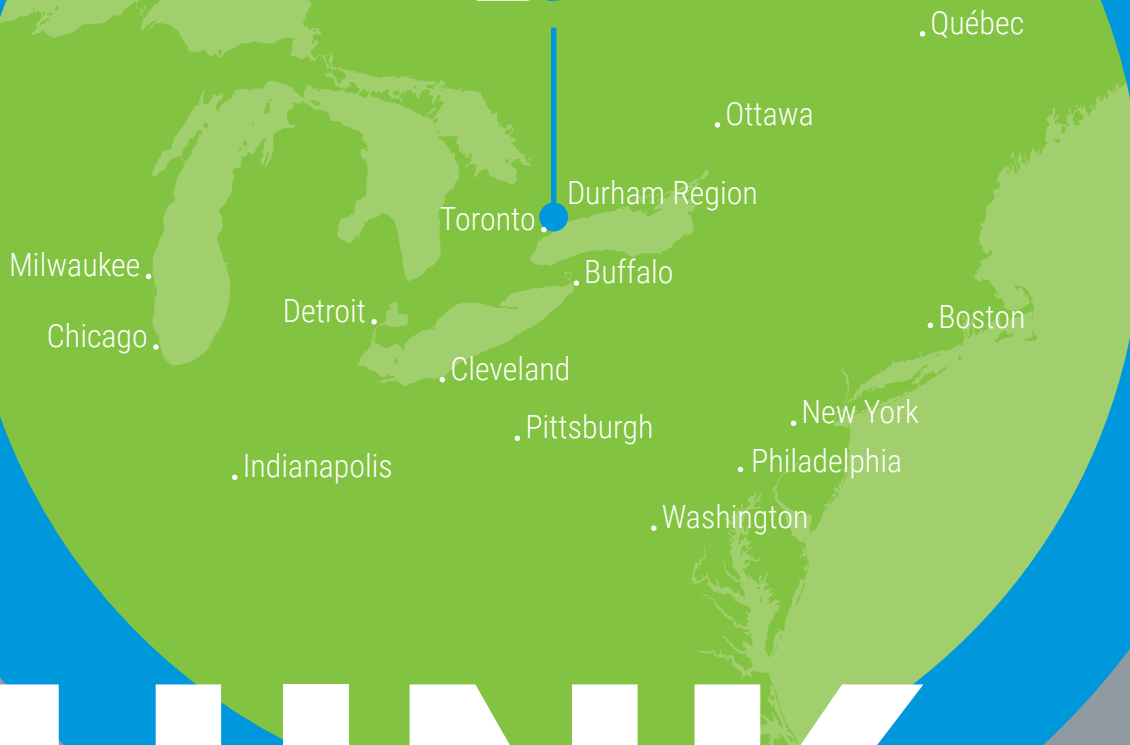 Québec
Ottawa
Durham Region
Toronto
Milwaukee
Buffalo
Detroit
Boston
Chicago
Cleveland
New York
Pittsburgh
Philadelphia
Indianapolis
Washington